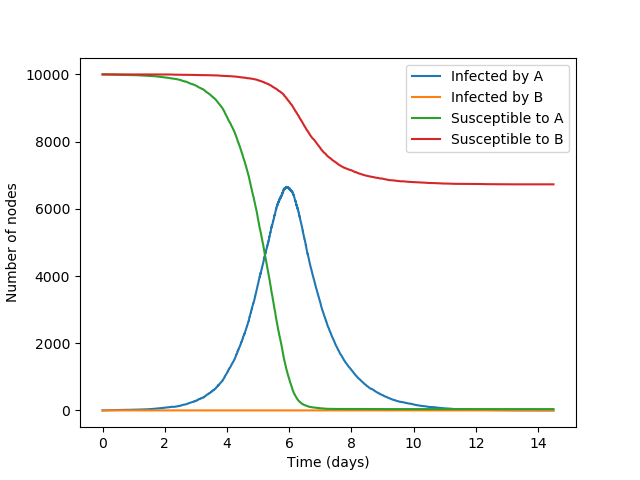 10000
8000
6000
4000
2000
0
Number of nodes
Infected by A
Infected by B
Susceptible to A
Susceptible to B
0 2 4 6 8 10 12 14
Time (days)